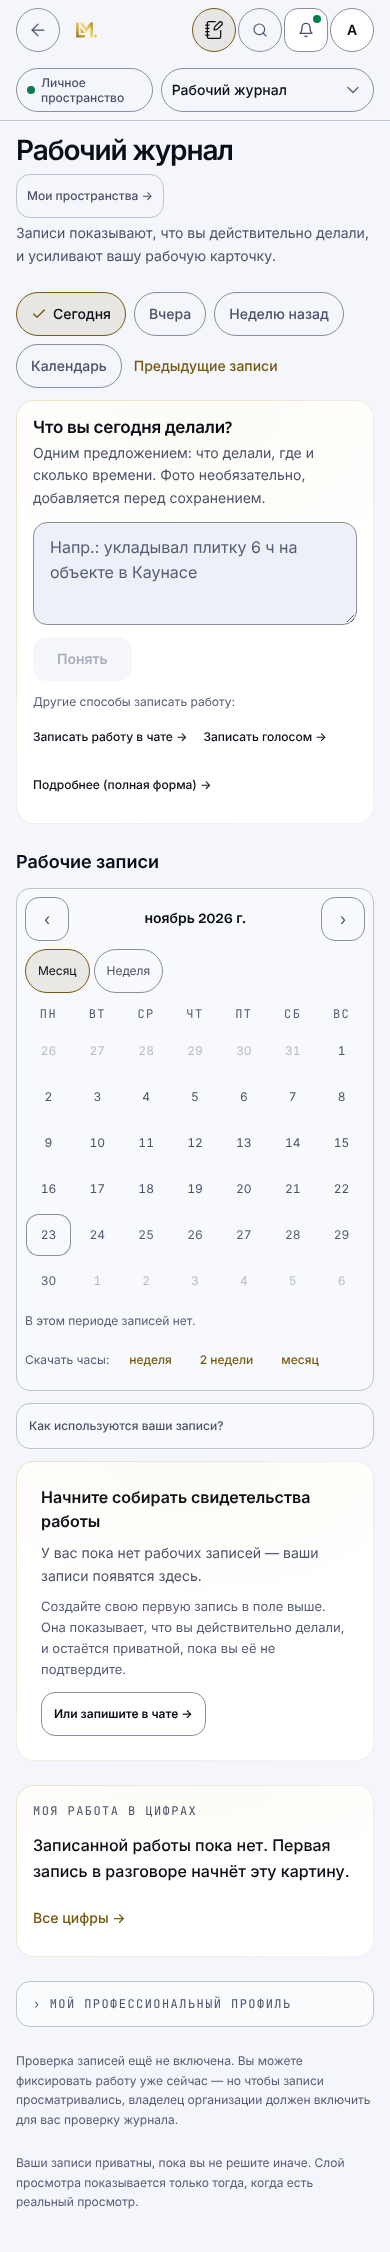 LM.
A
Личное
пространство
Рабочий журнал
Рабочий журнал
Мои пространства →
Записи показывают, что вы действительно делали,
и усиливают вашу рабочую карточку.
Сегодня
Вчера
Неделю назад
Календарь
Предыдущие записи
Что вы сегодня делали?
Одним предложением: что делали, где и
сколько времени. Фото необязательно,
добавляется перед сохранением.
Напр.: укладывал плитку 6 ч на
объекте в Каунасе
Понять
Другие способы записать работу:
Записать работу в чате → Записать голосом →
Подробнее (полная форма) →
Рабочие записи
‹ ноябрь 2026 г. ›
Месяц Неделя
ПН ВТ СР ЧТ ПТ СБ ВС
26 27 28 29 30 31 1
2 3 4 5 6 7 8
9 10 11 12 13 14 15
16 17 18 19 20 21 22
23 24 25 26 27 28 29
30 1 2 3 4 5 6
В этом периоде записей нет.
Скачать часы: неделя 2 недели месяц
Как используются ваши записи?
Начните собирать свидетельства
работы
У вас пока нет рабочих записей — ваши
записи появятся здесь.
Создайте свою первую запись в поле выше.
Она показывает, что вы действительно делали,
и остаётся приватной, пока вы её не
подтвердите.
Или запишите в чате →
МОЯ РАБОТА В ЦИФРАХ
Записанной работы пока нет. Первая
запись в разговоре начнёт эту картину.
Все цифры →
› МОЙ ПРОФЕССИОНАЛЬНЫЙ ПРОФИЛЬ
Проверка записей ещё не включена. Вы можете
фиксировать работу уже сейчас — но чтобы записи
просматривались, владелец организации должен включить
для вас проверку журнала.
Ваши записи приватны, пока вы не решите иначе. Слой
просмотра показывается только тогда, когда есть
реальный просмотр.